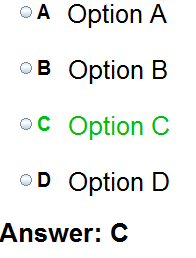 A Option A
B Option B
C Option C
D Option D
Answer: C